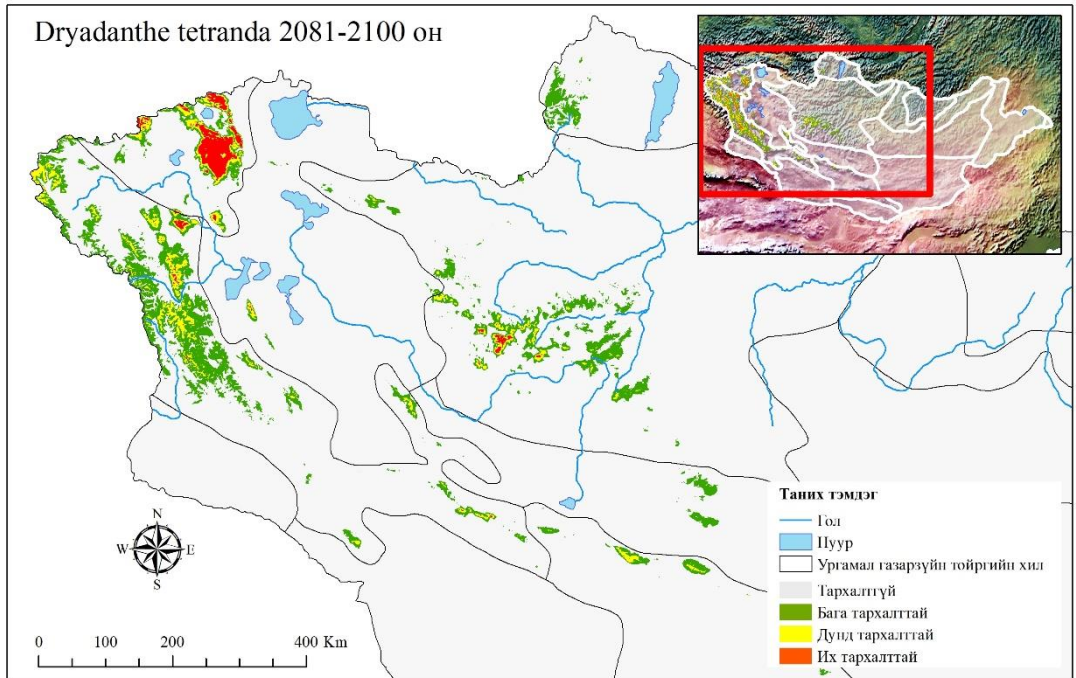 Dryadanthe tetranda 2081-2100 он
N
W E
S
0 200 400 Km
Таних тэмдэг
Гол
Нуур
Ургамал газарзүйн тойргийн хил
Тархалтгүй
Бага тархалттай
Дунд тархалттай
Их тархалттай